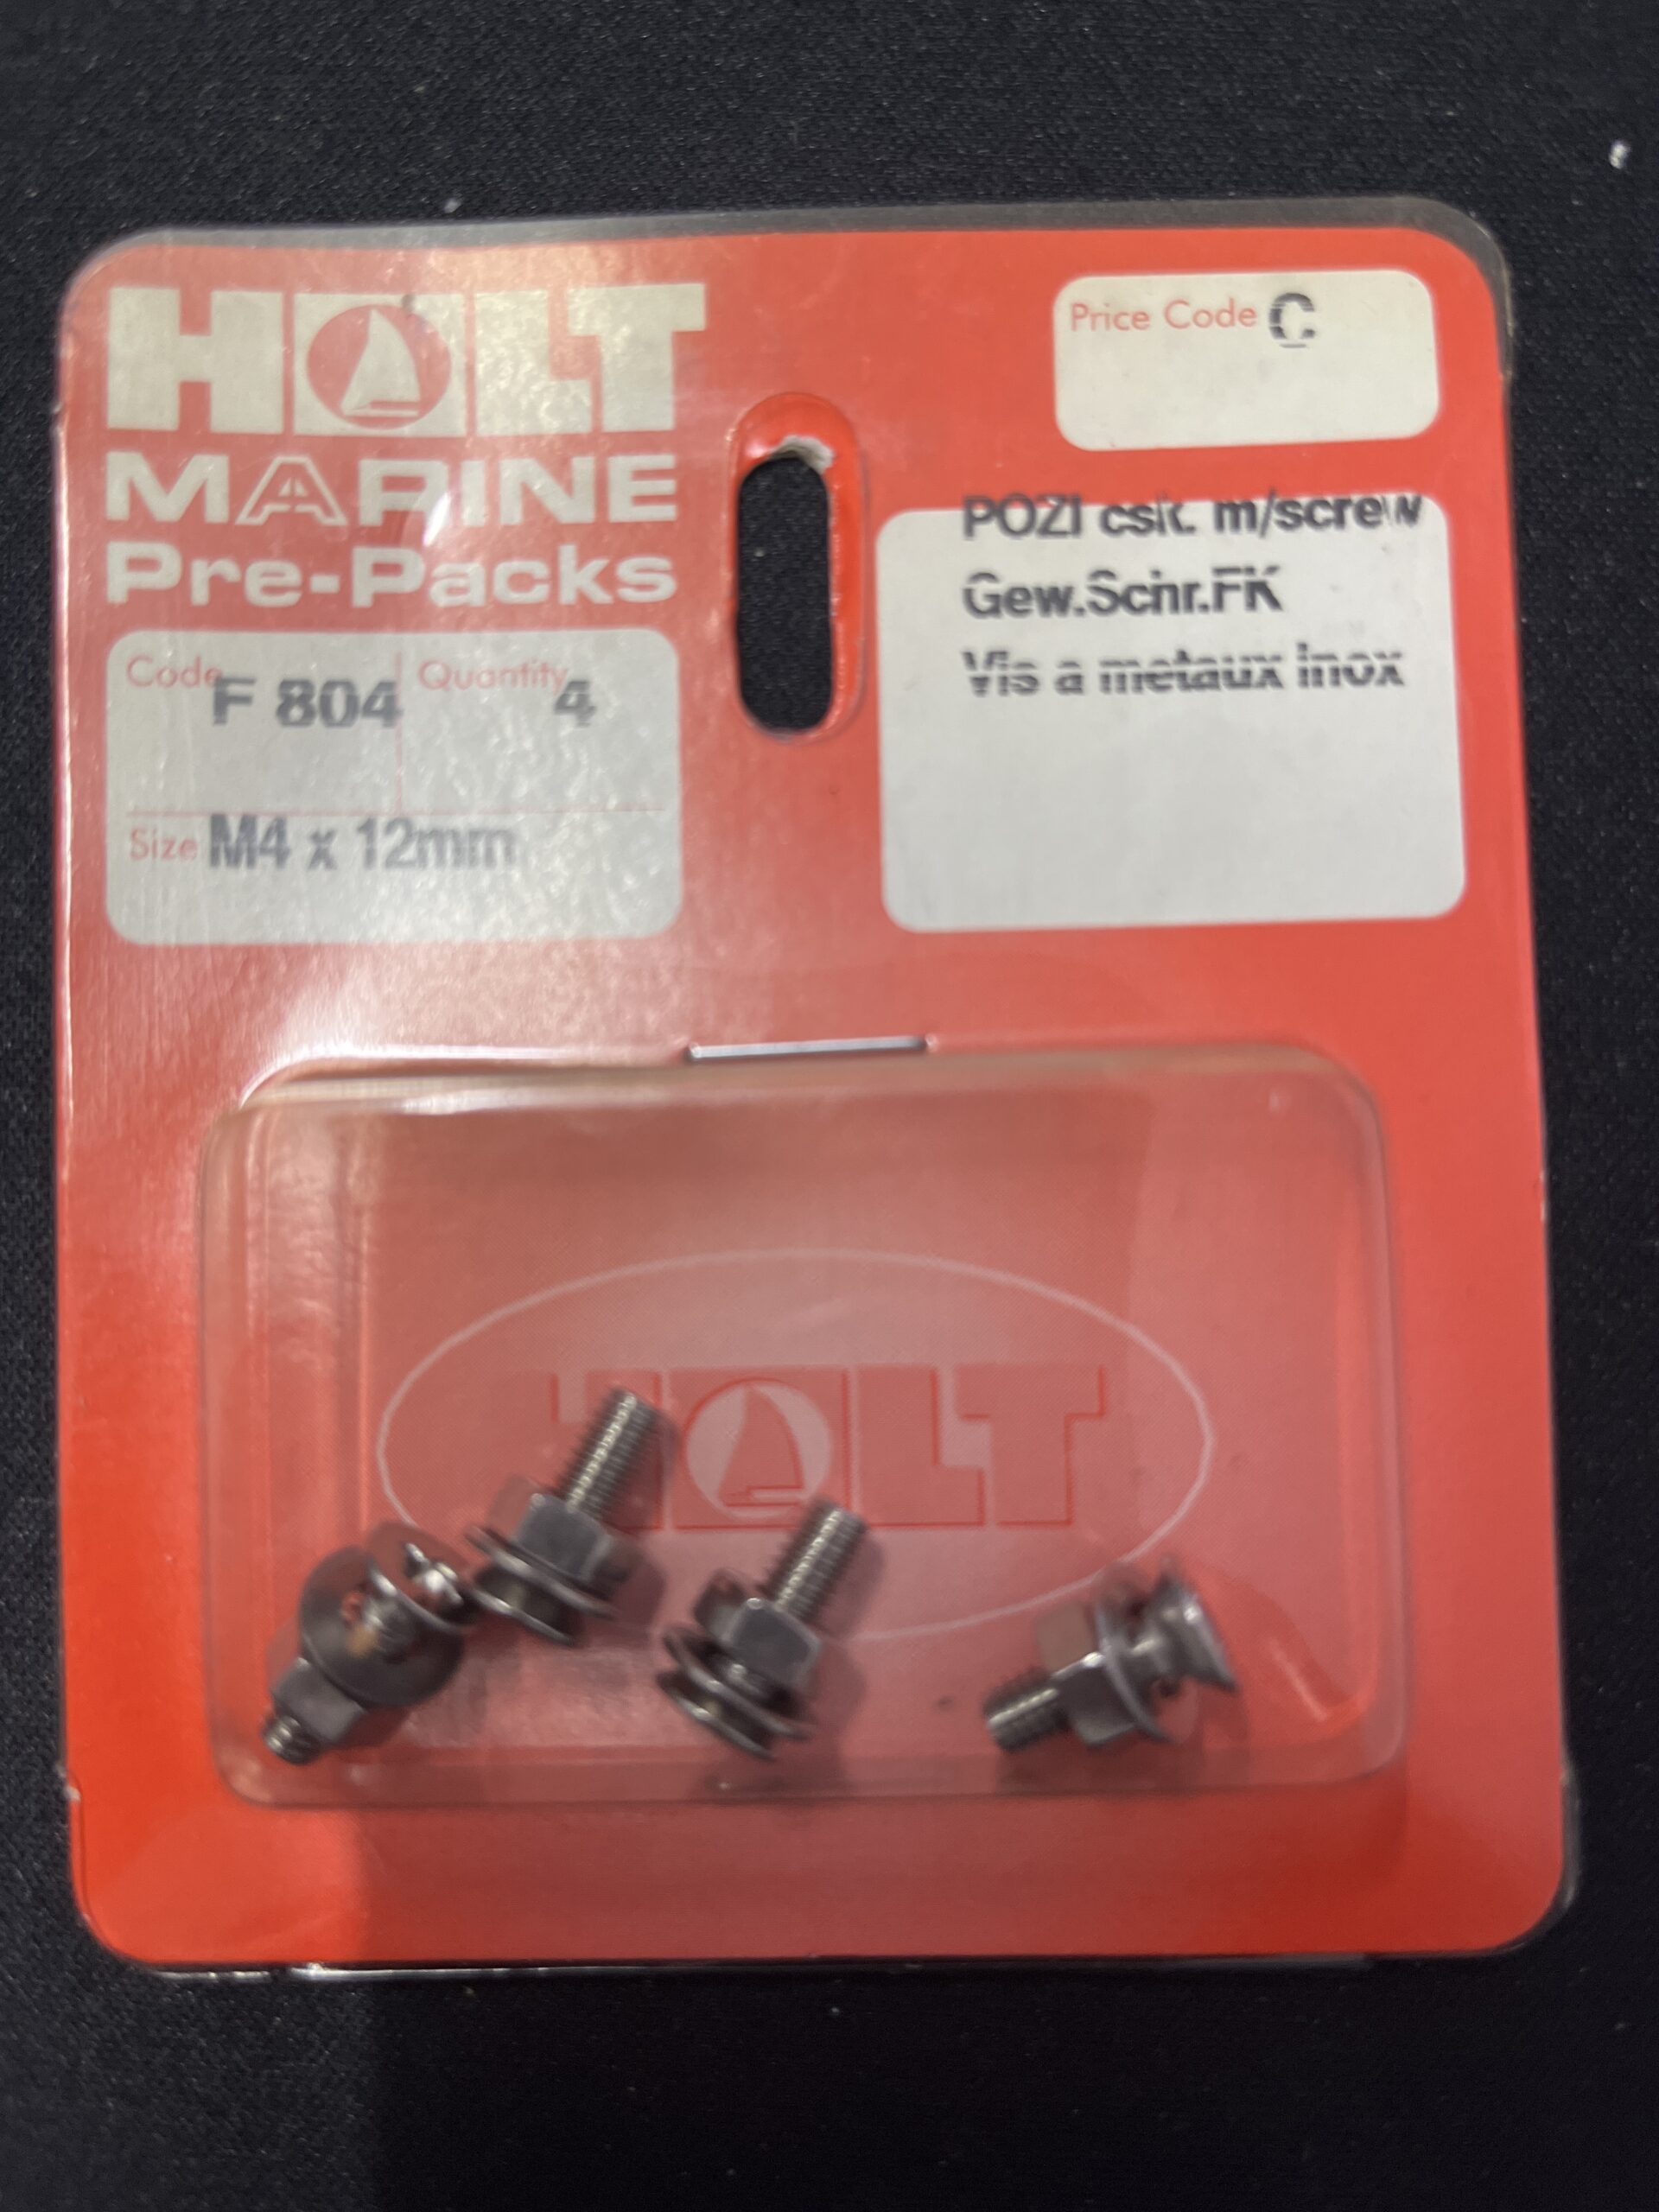 HOLT
MARINE
Pre-Packs
Code F 804 Quantity 4
Size M4 x 12mm
Price Code C
POZI csk. m/screw
Gew.Schr.FK
Vis a metaux inox
HOLT